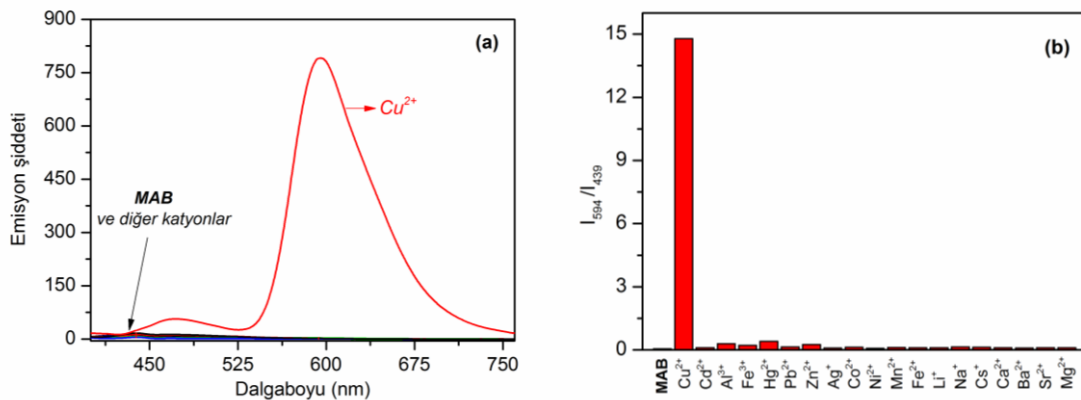 900
750
600
450
300
150
0
Emisyon şiddeti
(a)
Cu²⁺
MAB
ve diğer katyonlar
450 525 600 675 750
Dalgaboyu (nm)
15
12
9
6
3
0
I₅₉₄/I₄₃₉
(b)
MAB
Cu²⁺
Cd²⁺
Al³⁺
Fe³⁺
Hg²⁺
Pb²⁺
Zn²⁺
Ag⁺
Co²⁺
Ni²⁺
Mn²⁺
Fe²⁺
Li⁺
Na⁺
Cs⁺
Ca²⁺
Ba²⁺
Sr²⁺
Mg²⁺